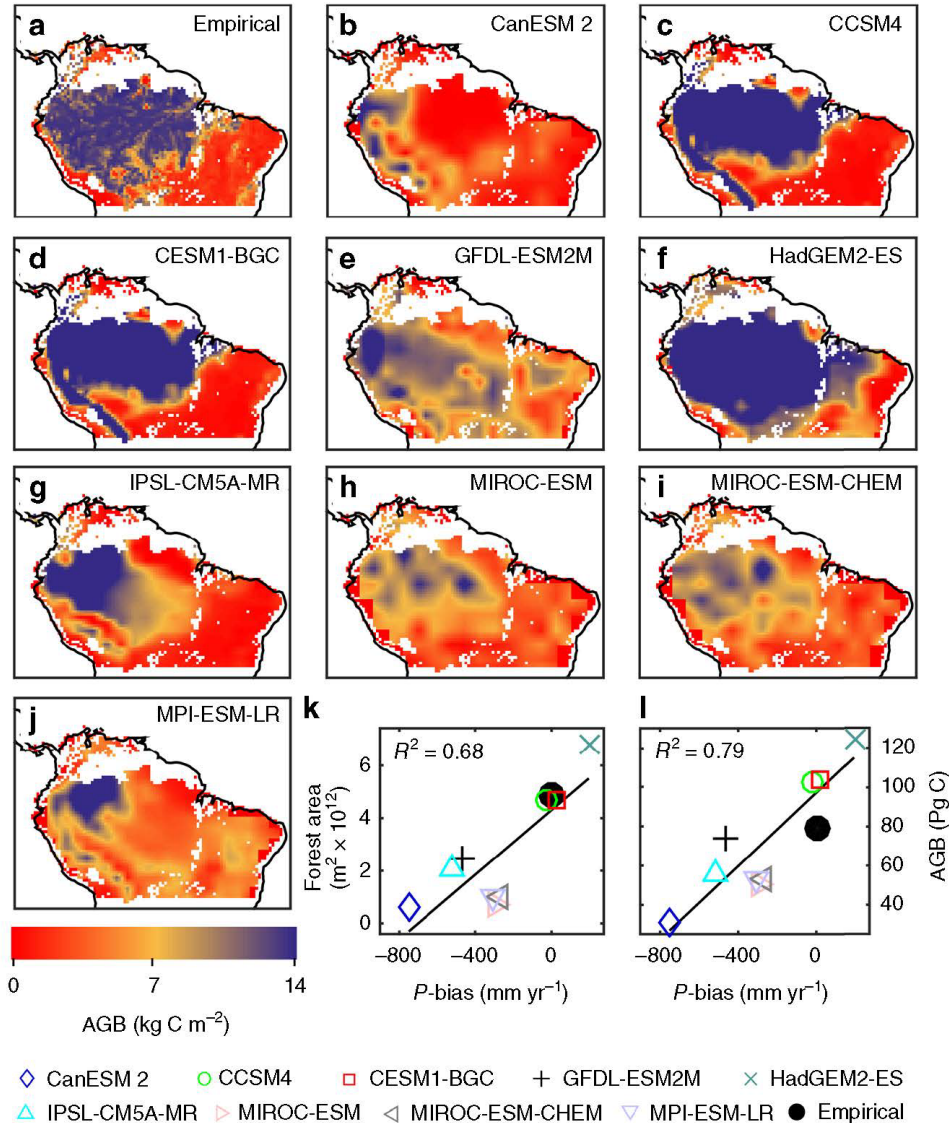 a Empirical
b CanESM 2
c CCSM4
d CESM1-BGC
e GFDL-ESM2M
f HadGEM2-ES
g IPSL-CM5A-MR
h MIROC-ESM
i MIROC-ESM-CHEM
j MPI-ESM-LR
0 7 14
AGB (kg C m⁻²)
k
R² = 0.68
Forest area
(m² × 10¹²)
6
4
2
0
−800 −400 0
P-bias (mm yr⁻¹)
l
R² = 0.79
120
100
80
60
40
AGB (Pg C)
−800 −400 0
P-bias (mm yr⁻¹)
CanESM 2 CCSM4 CESM1-BGC GFDL-ESM2M HadGEM2-ES
IPSL-CM5A-MR MIROC-ESM MIROC-ESM-CHEM MPI-ESM-LR Empirical